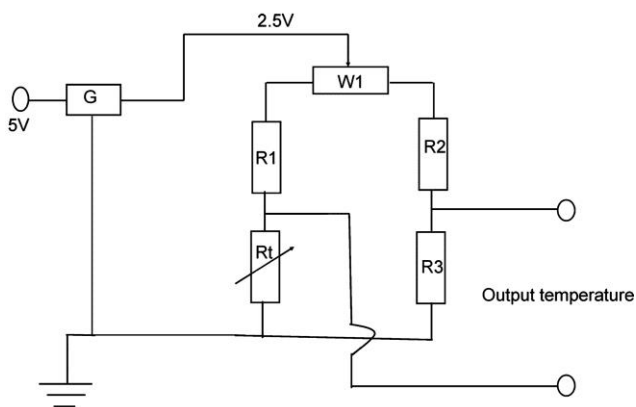 2.5V
W1
G
5V
R1
R2
Rt
R3
Output temperature